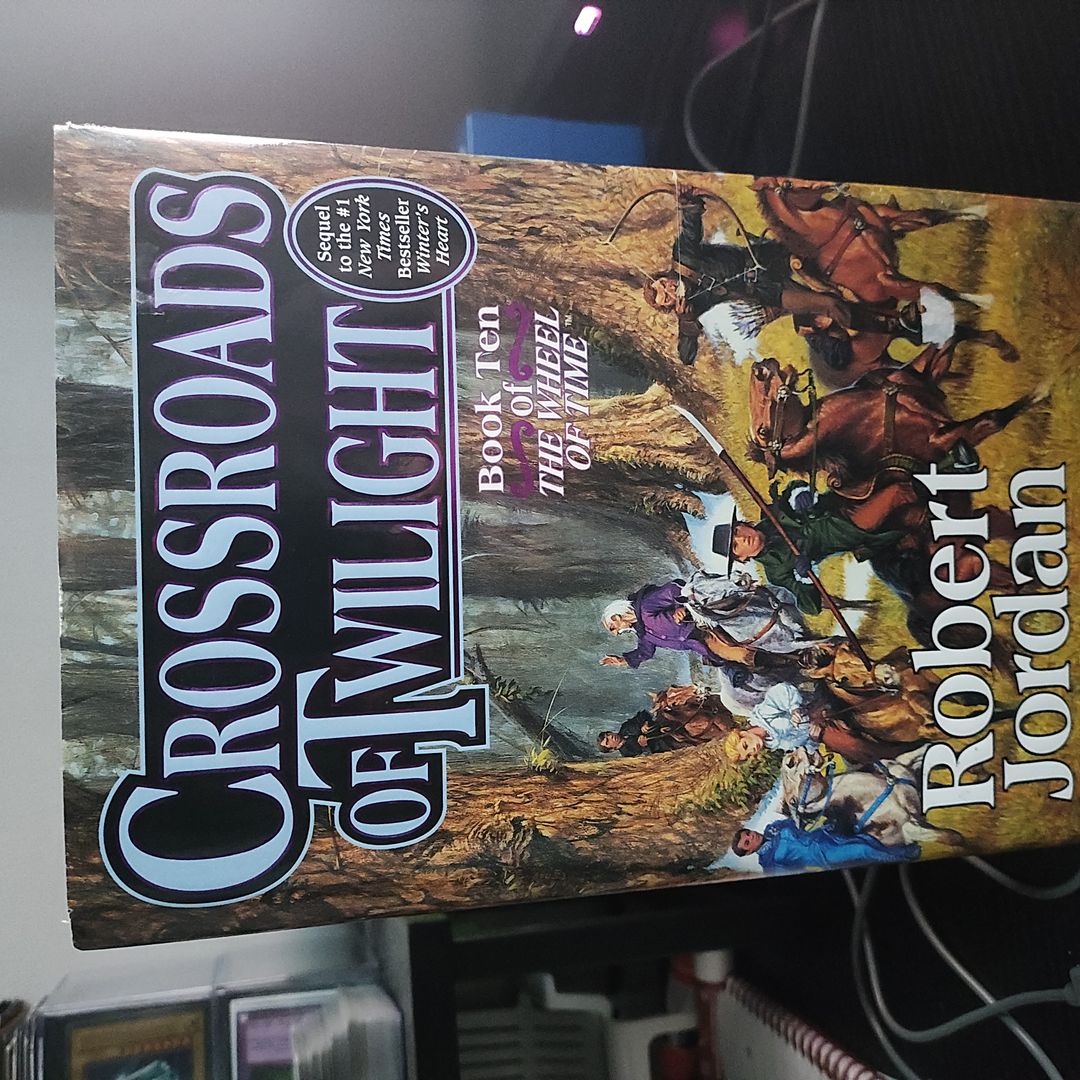 CROSSROADS
OF TWILIGHT
Sequel
to the #1
New York
Times
Bestseller
Winter's
Heart
Book Ten
of
THE WHEEL
OF TIME™
Robert
Jordan